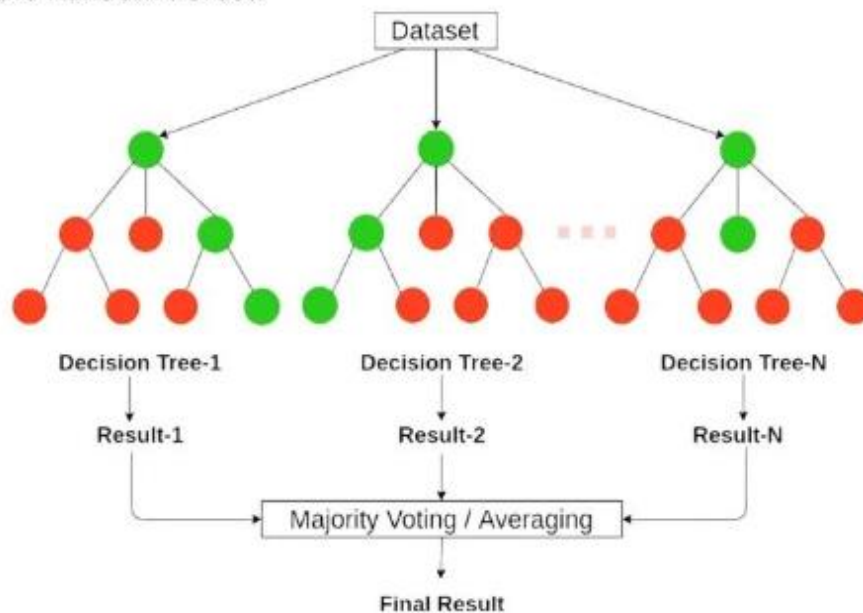 Dataset
Decision Tree-1 Decision Tree-2 Decision Tree-N
Result-1 Result-2 Result-N
Majority Voting / Averaging
Final Result